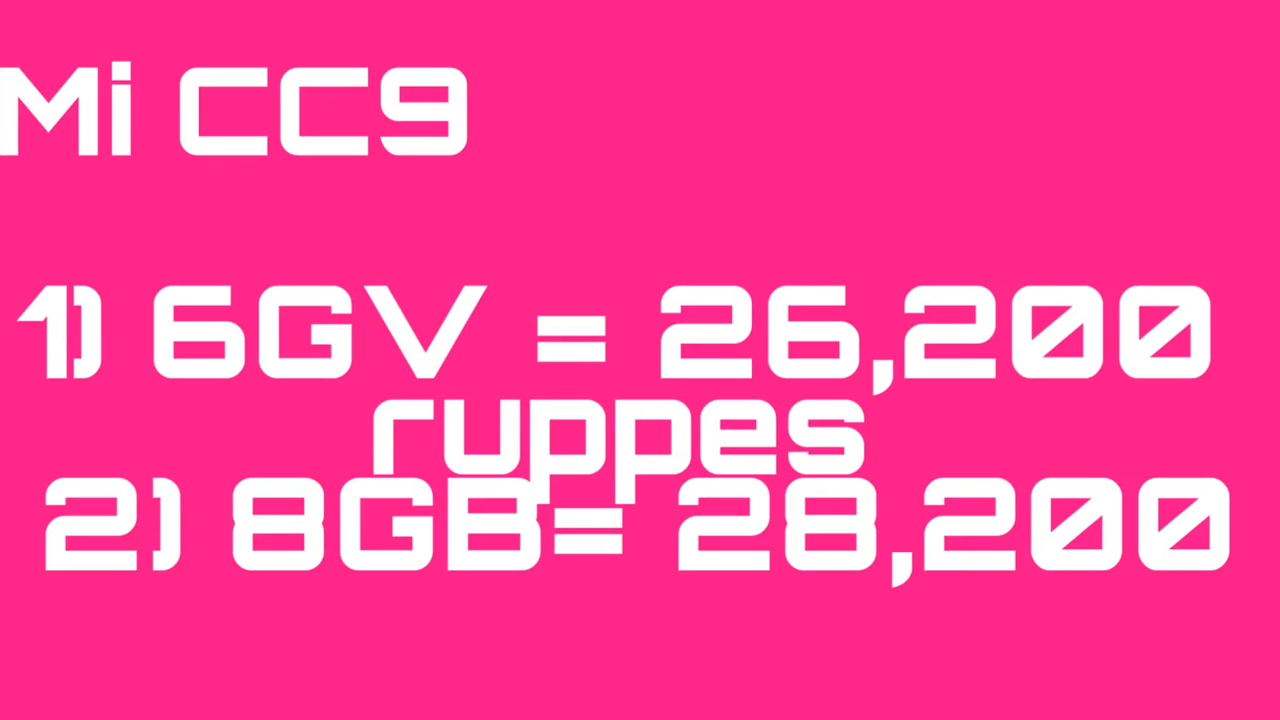 Mi CC9
1) 6GV = 26,200
ruppes
2) 8GB= 28,200